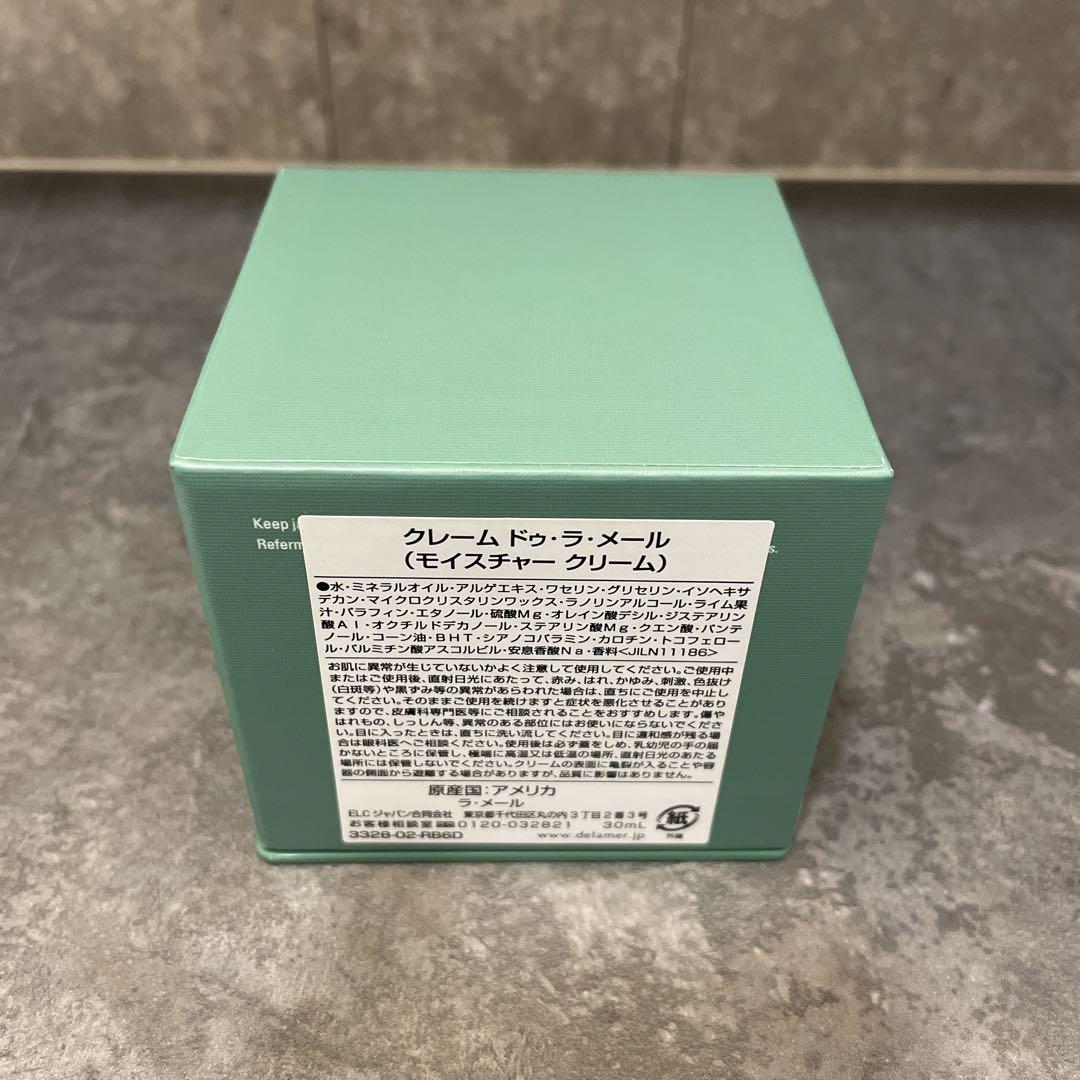 Keep
Referm
s.
クレーム ドゥ・ラ・メール
(モイスチャー クリーム)
●水・ミネラルオイル・アルゲエキス・ワセリン・グリセリン・イソヘキサ
デカン・マイクロクリスタリンワックス・ラノリンアルコール・ライム果
汁・パラフィン・エタノール・硫酸Mg・オレイン酸デシル・ジステアリン
酸Al・オクチルドデカノール・ステアリン酸Mg・クエン酸・パンテ
ノール・コーン油・BHT・シアノコバラミン・カロチン・トコフェロー
ル・パルミチン酸アスコルビル・安息香酸Na・香料<JILN11186>
お肌に異常が生じていないかよく注意して使用してください。ご使用中
またはご使用後、直射日光にあたって、赤み、はれ、かゆみ、刺激、色抜け
(白斑等)や黒ずみ等の異常があらわれた場合は、直ちにご使用を中止し
てください。そのままご使用を続けますと症状を悪化させることがあり
ますので、皮膚科専門医等にご相談されることをおすすめします。傷や
はれもの、しっしん等、異常のある部位にはお使いにならないでくださ
い。目に入ったときは、直ちに洗い流してください。目に違和感が残る場
合は眼科医へご相談ください。使用後は必ず蓋をしめ、乳幼児の手の届
かないところに保管し、極端に高温又は低温の場所、直射日光のあたる
場所には保管しないでください。クリームの表面に亀裂が入ることや容
器の側面から遊離する場合がありますが、品質に影響はありません。
原産国:アメリカ
ラ・メール
ELC ジャパン合同会社 東京都千代田区丸の内3丁目2番3号
お客様相談室 0120-032821 30mL
3328-02-RB6D www.delamer.jp
紙
外箱